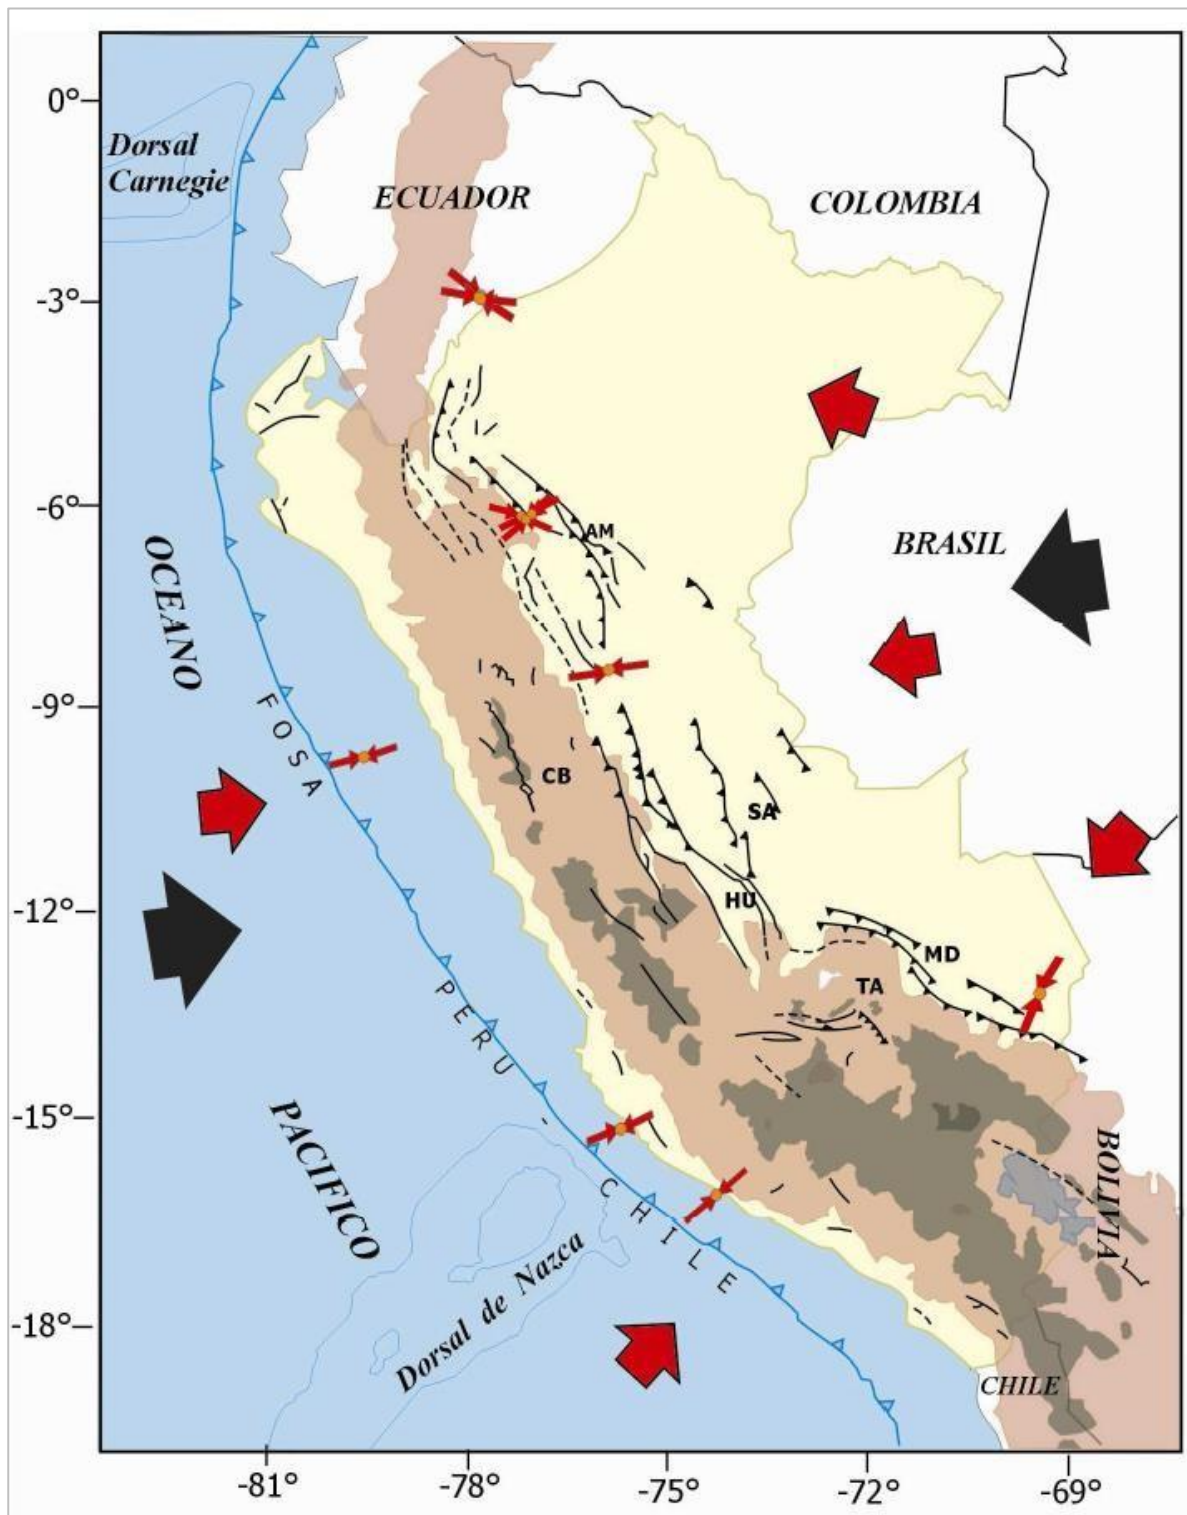 0°
Dorsal
Carnegie
ECUADOR
COLOMBIA
-3°
-6°
AM
BRASIL
OCEANO
-9°
FOSA
CB
SA
HU
-12°
MD
TA
PERU
-15°
BOLIVIA
PACIFICO
CHILE
Dorsal de Nazca
-18°
CHILE
-81°
-78°
-75°
-72°
-69°